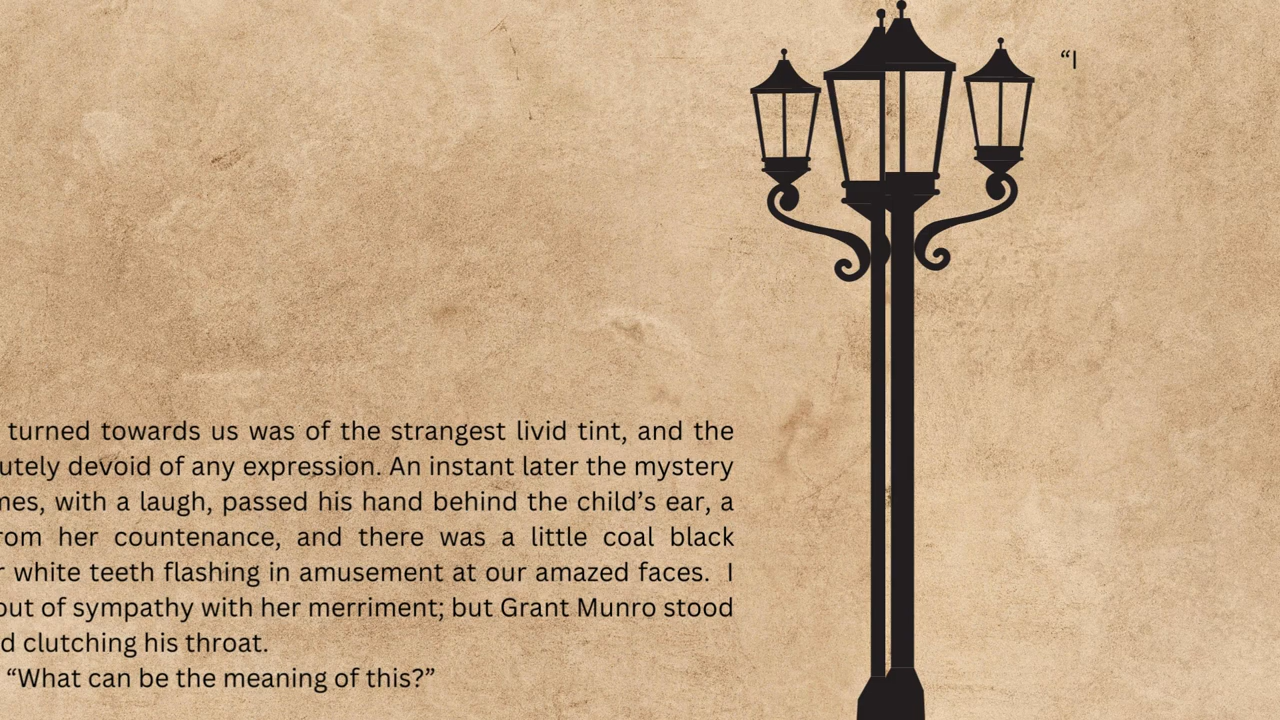 turned towards us was of the strangest livid tint, and the
devoid of any expression. An instant later the mystery
with a laugh, passed his hand behind the child’s ear, a
her countenance, and there was a little coal black
white teeth flashing in amusement at our amazed faces. I
out of sympathy with her merriment; but Grant Munro stood
clutching his throat.
“What can be the meaning of this?”
“I